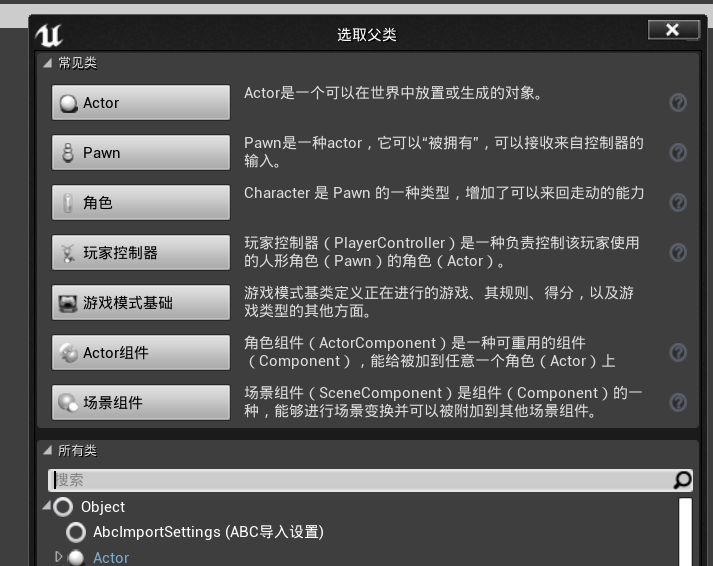 选取父类
常见类
Actor
Actor是一个可以在世界中放置或生成的对象。
Pawn
Pawn是一种actor，它可以“被拥有”，可以接收来自控制器的
输入。
角色
Character 是 Pawn 的一种类型，增加了可以来回走动的能力
玩家控制器
玩家控制器（PlayerController）是一种负责控制该玩家使用
的人形角色（Pawn）的角色（Actor）。
游戏模式基础
游戏模式基类定义正在进行的游戏、其规则、得分，以及游
戏类型的其他方面。
Actor组件
角色组件（ActorComponent）是一种可重用的组件
（Component），能给被加到任意一个角色（Actor）上
场景组件
场景组件（SceneComponent）是组件（Component）的一
种，能够进行场景变换并可以被附加到其他场景组件。
所有类
搜索
Object
AbcImportSettings (ABC导入设置)
Actor